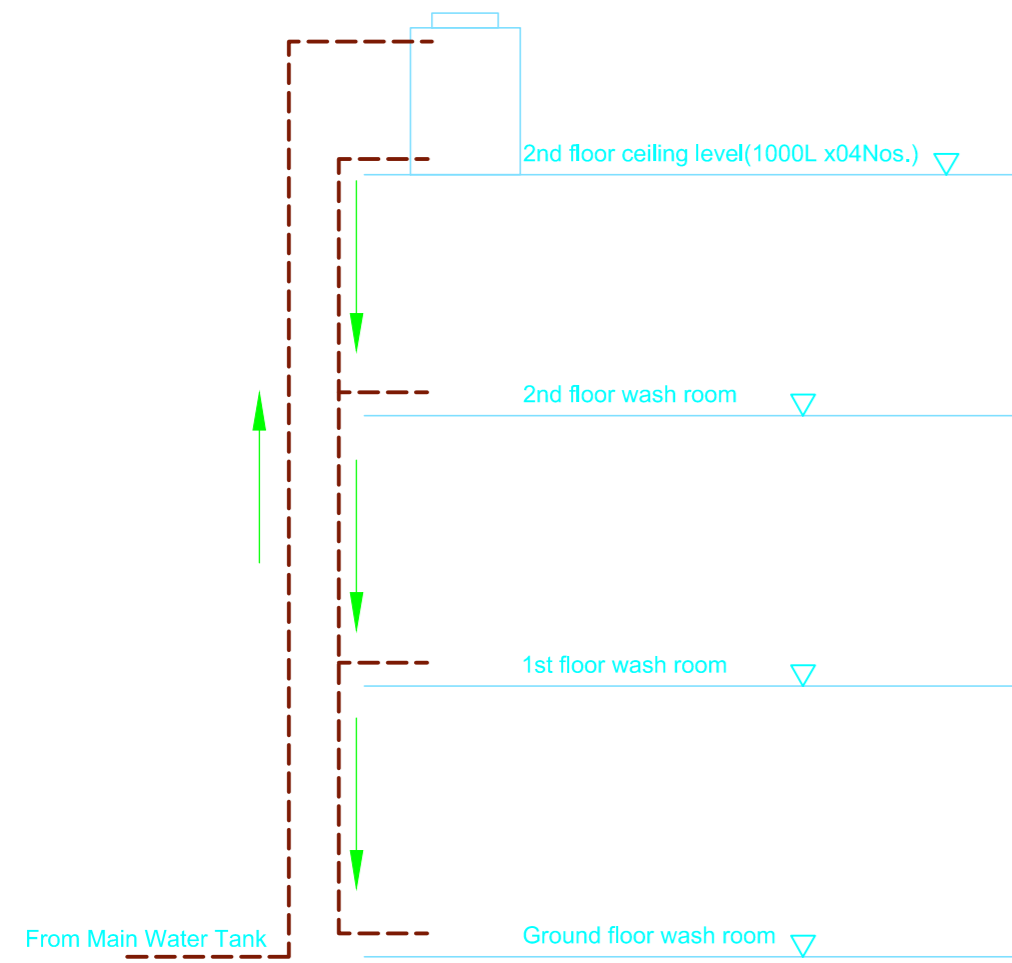 2nd floor ceiling level(1000L x04Nos.)
2nd floor wash room
1st floor wash room
From Main Water Tank
Ground floor wash room